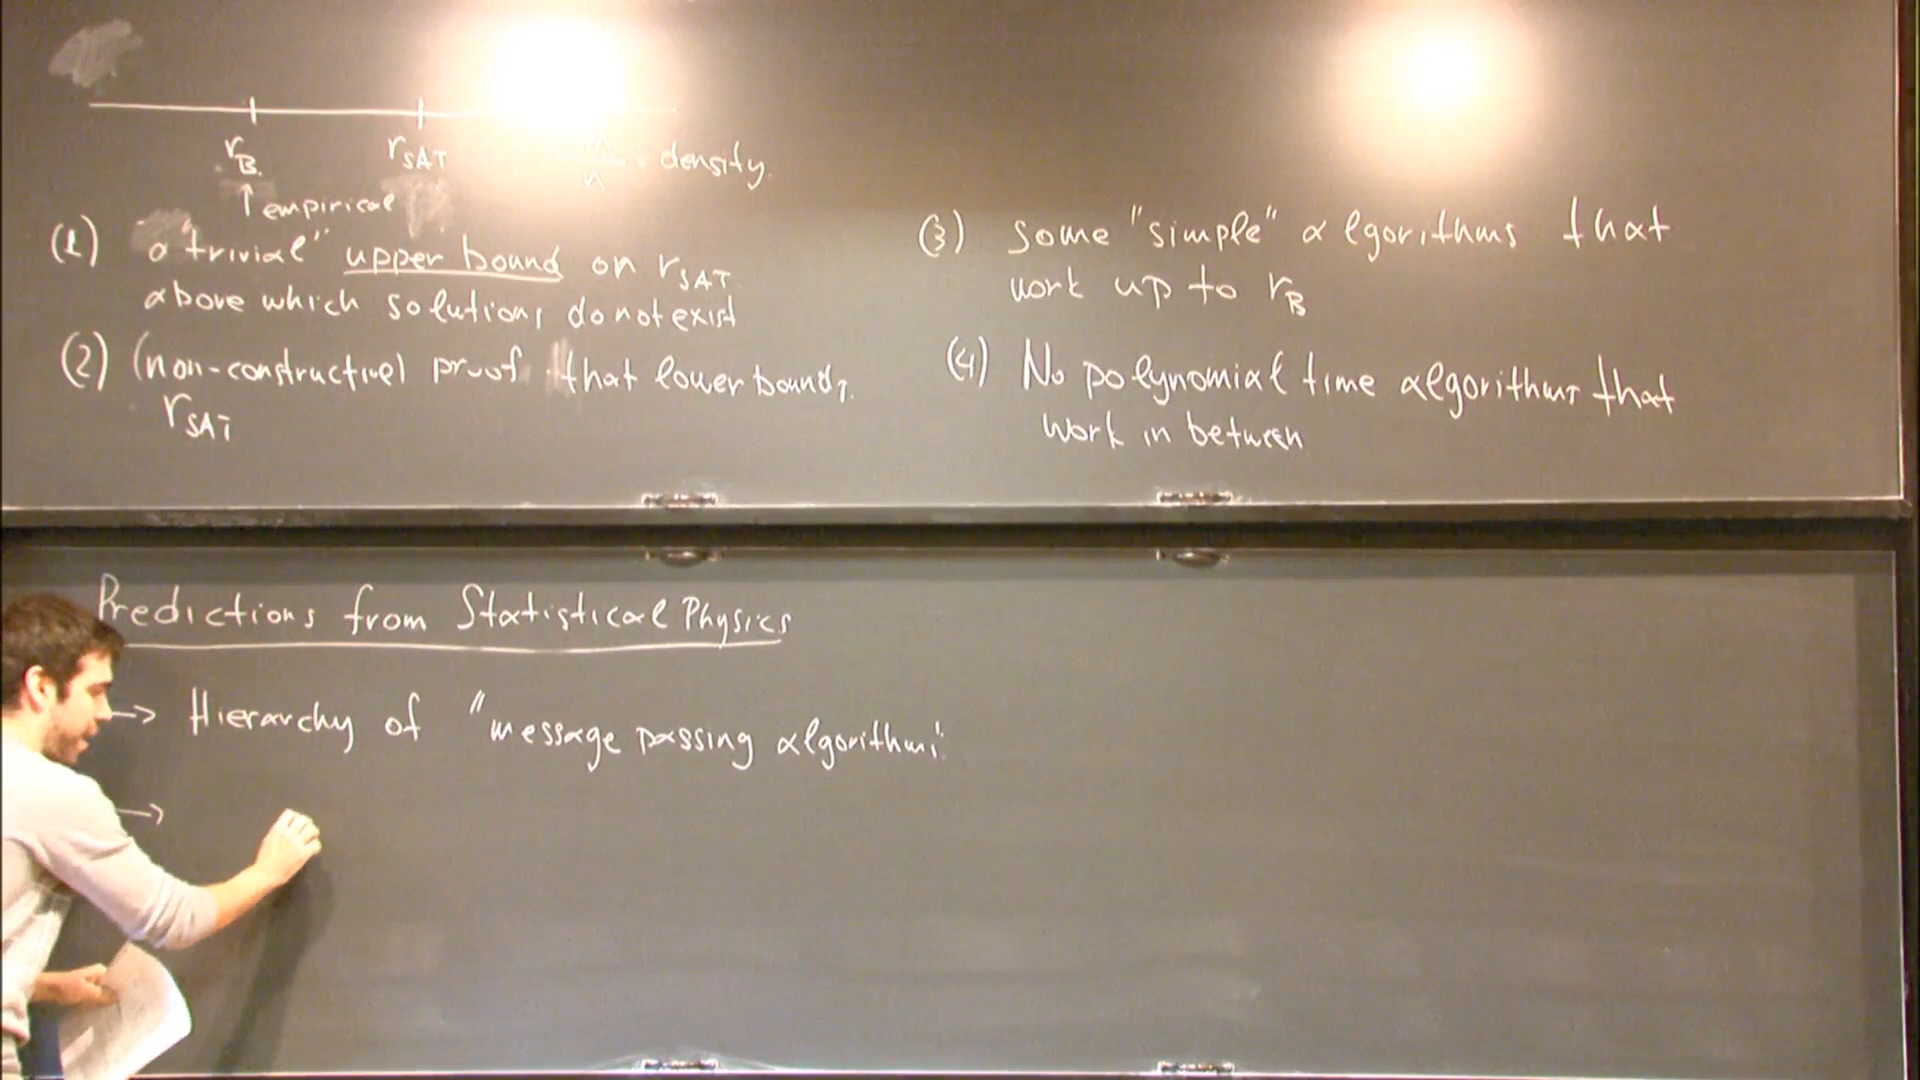 r_B r_SAT n = density
↑ empirical
(1) a "trivial" upper bound on r_SAT
above which solutions do not exist
(2) (non-constructive) proof that lower bounds
r_SAT
(3) some "simple" algorithms that
work up to r_B
(4) No polynomial time algorithms that
work in between
Predictions from Statistical Physics
→ Hierarchy of "message passing algorithms"
→